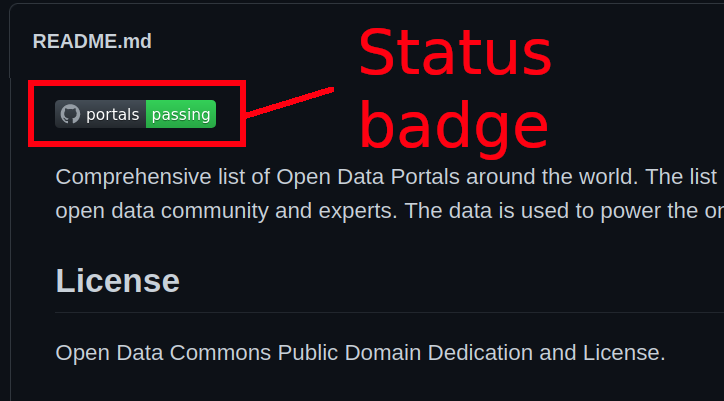 README.md
Status
badge
portals passing
Comprehensive list of Open Data Portals around the world. The list
open data community and experts. The data is used to power the
License
Open Data Commons Public Domain Dedication and License.